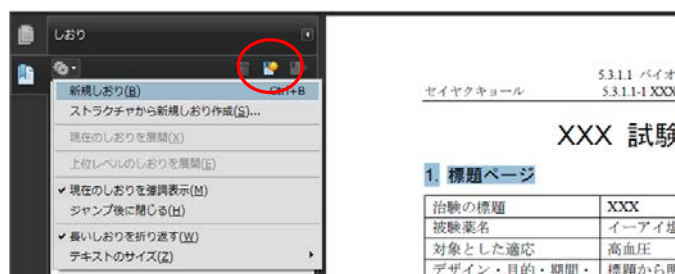 しおり
新規しおり(B) Ctrl+B
ストラクチャから新規しおり作成(S)...
現在のしおりを展開(X)
上位レベルのしおりを展開(E)
現在のしおりを強調表示(M)
ジャンプ後に閉じる(H)
長いしおりを折り返す(W)
テキストのサイズ(Z)
5.3.1.1 バイオ
セイヤクキョール 5.3.1.1-1 XXX
XXX 試験
1. 標題ページ
治験の標題 XXX
被験薬名 イーアイ塩
対象とした適応 高血圧
デザイン・目的・期間・ 標題から